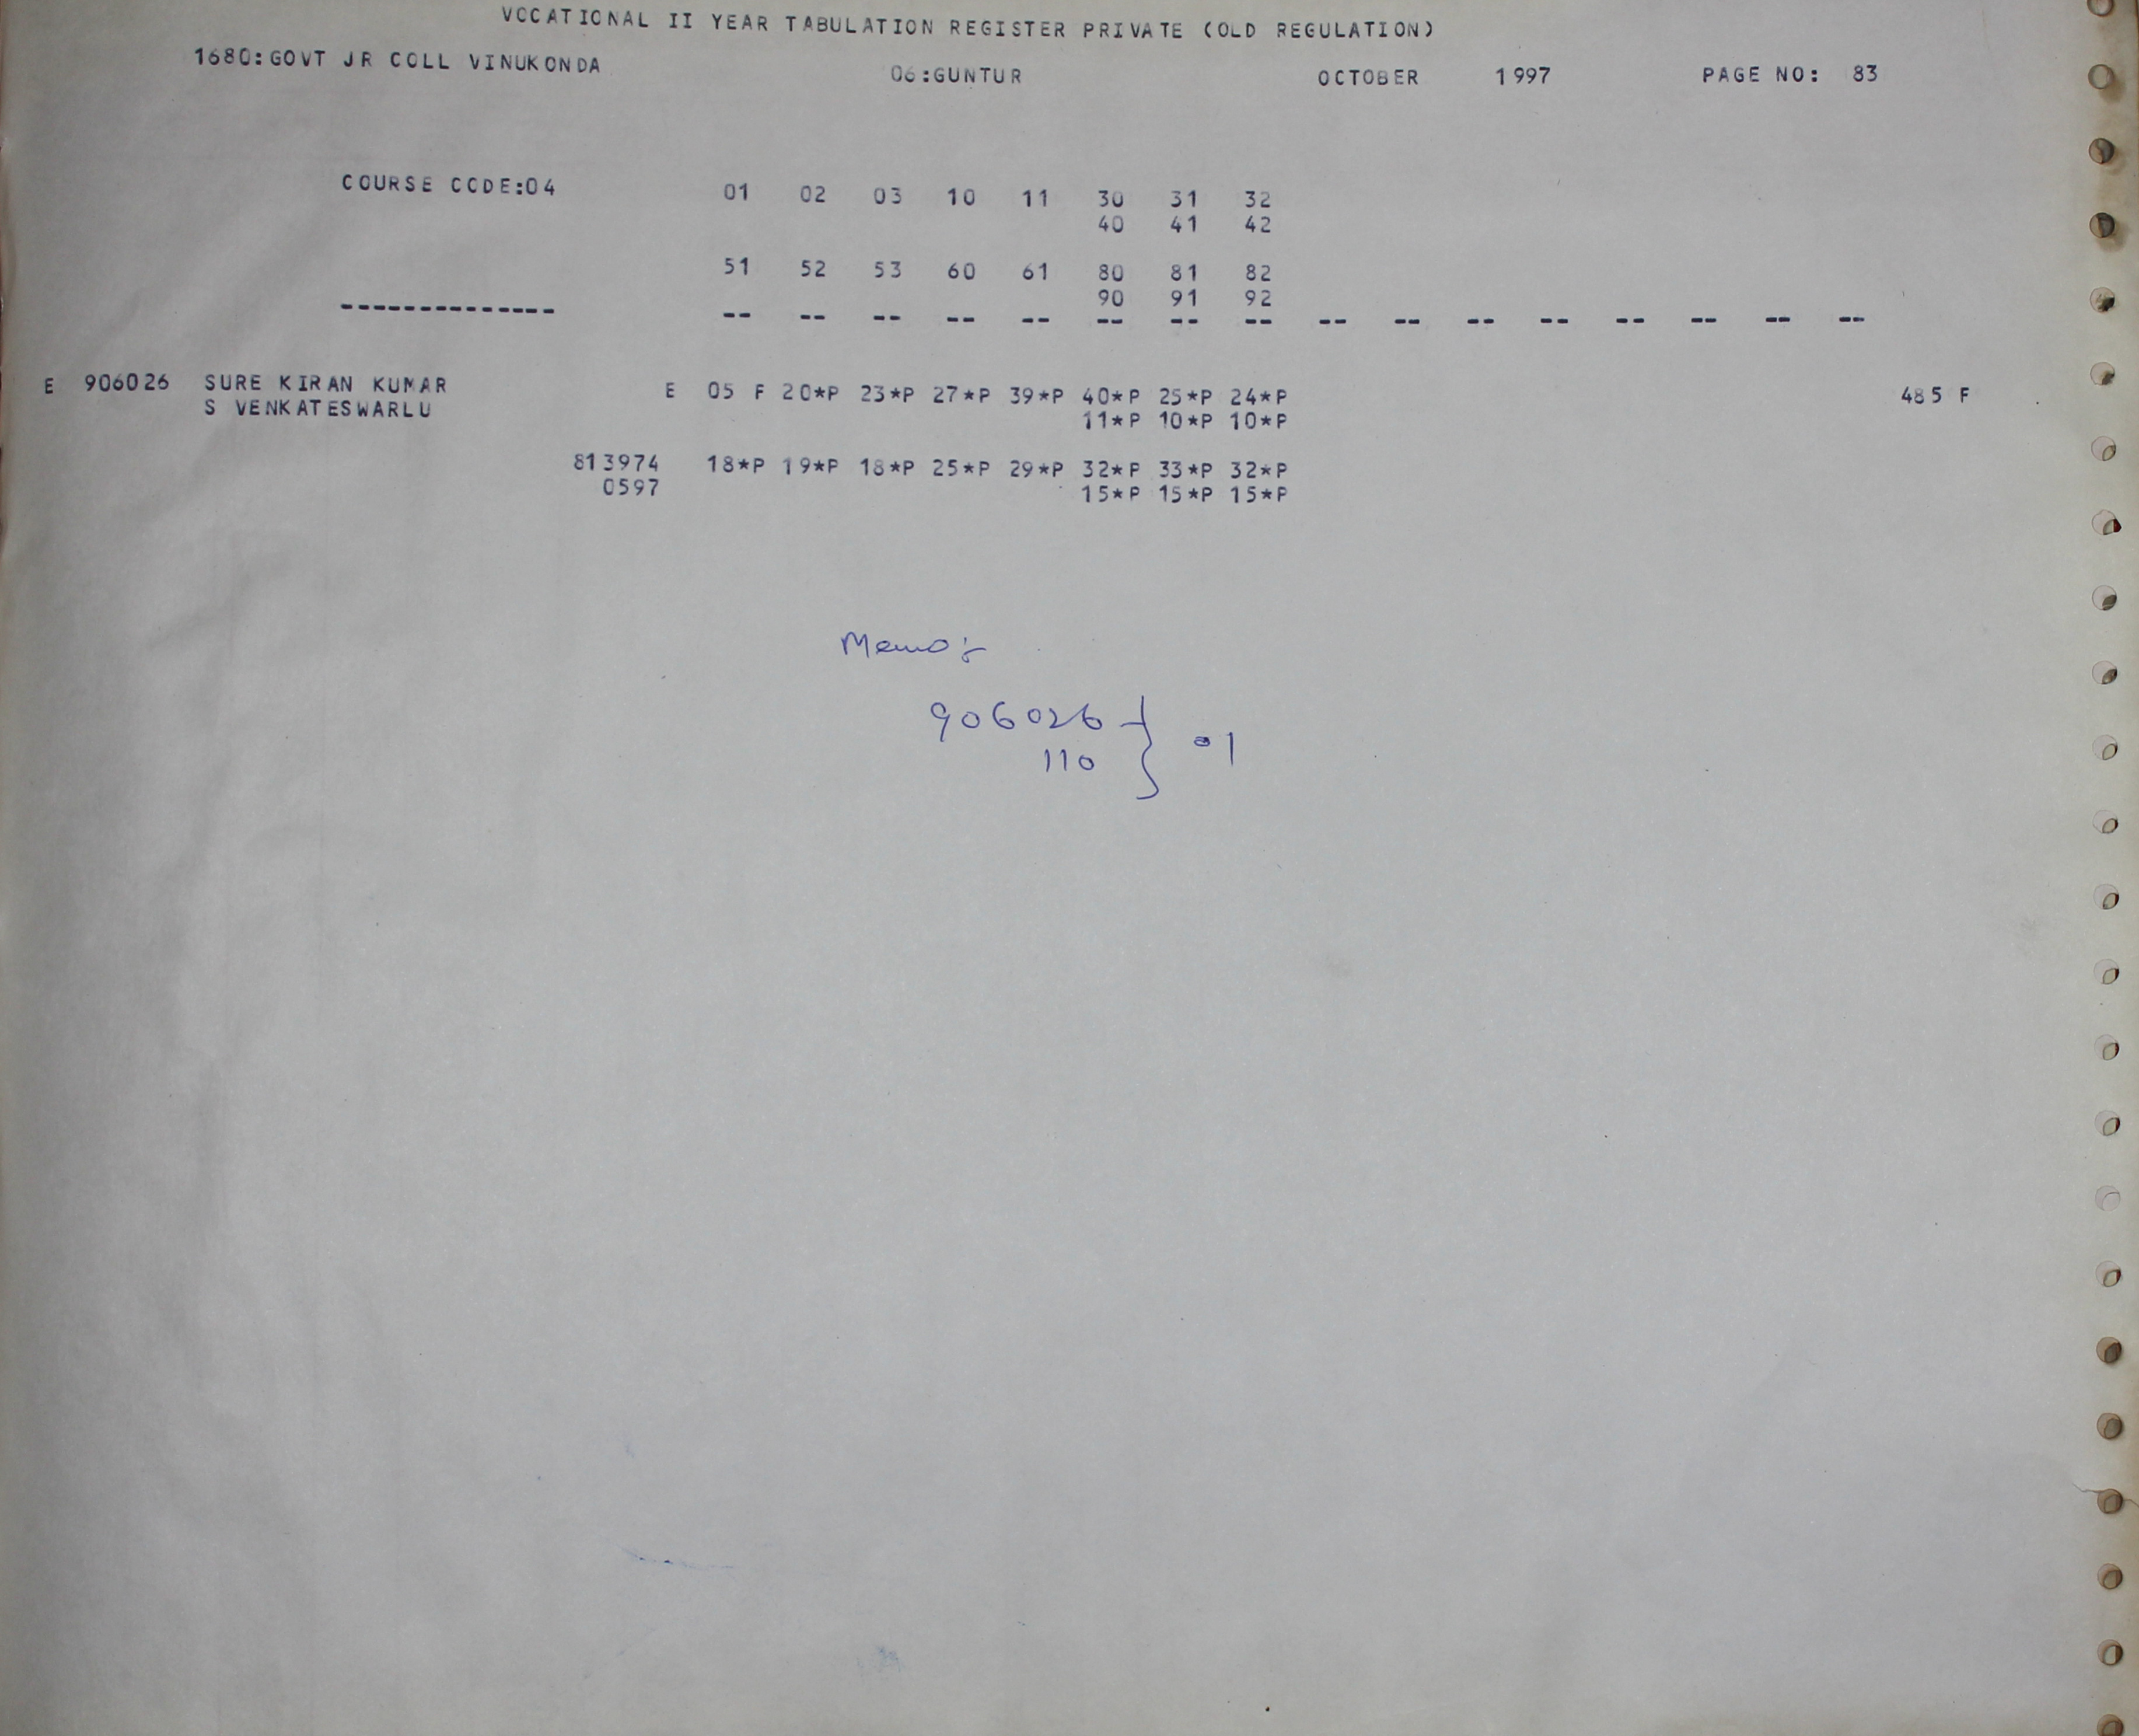 VOCATIONAL II YEAR TABULATION REGISTER PRIVATE (OLD REGULATION)
1680:GOVT JR COLL VINUKONDA 06:GUNTUR OCTOBER 1997 PAGE NO: 83
COURSE CODE:04 01 02 03 10 11 30 31 32
40 41 42
51 52 53 60 61 80 81 82
90 91 92
-------------- -- -- -- -- -- -- -- -- -- -- -- -- -- -- -- --
E 906026 SURE KIRAN KUMAR E 05 F 20*P 23*P 27*P 39*P 40*P 25*P 24*P 485 F
S VENKATESWARLU 11*P 10*P 10*P
813974 18*P 19*P 18*P 25*P 29*P 32*P 33*P 32*P
0597 15*P 15*P 15*P
Memo:-
906026 } 01
110